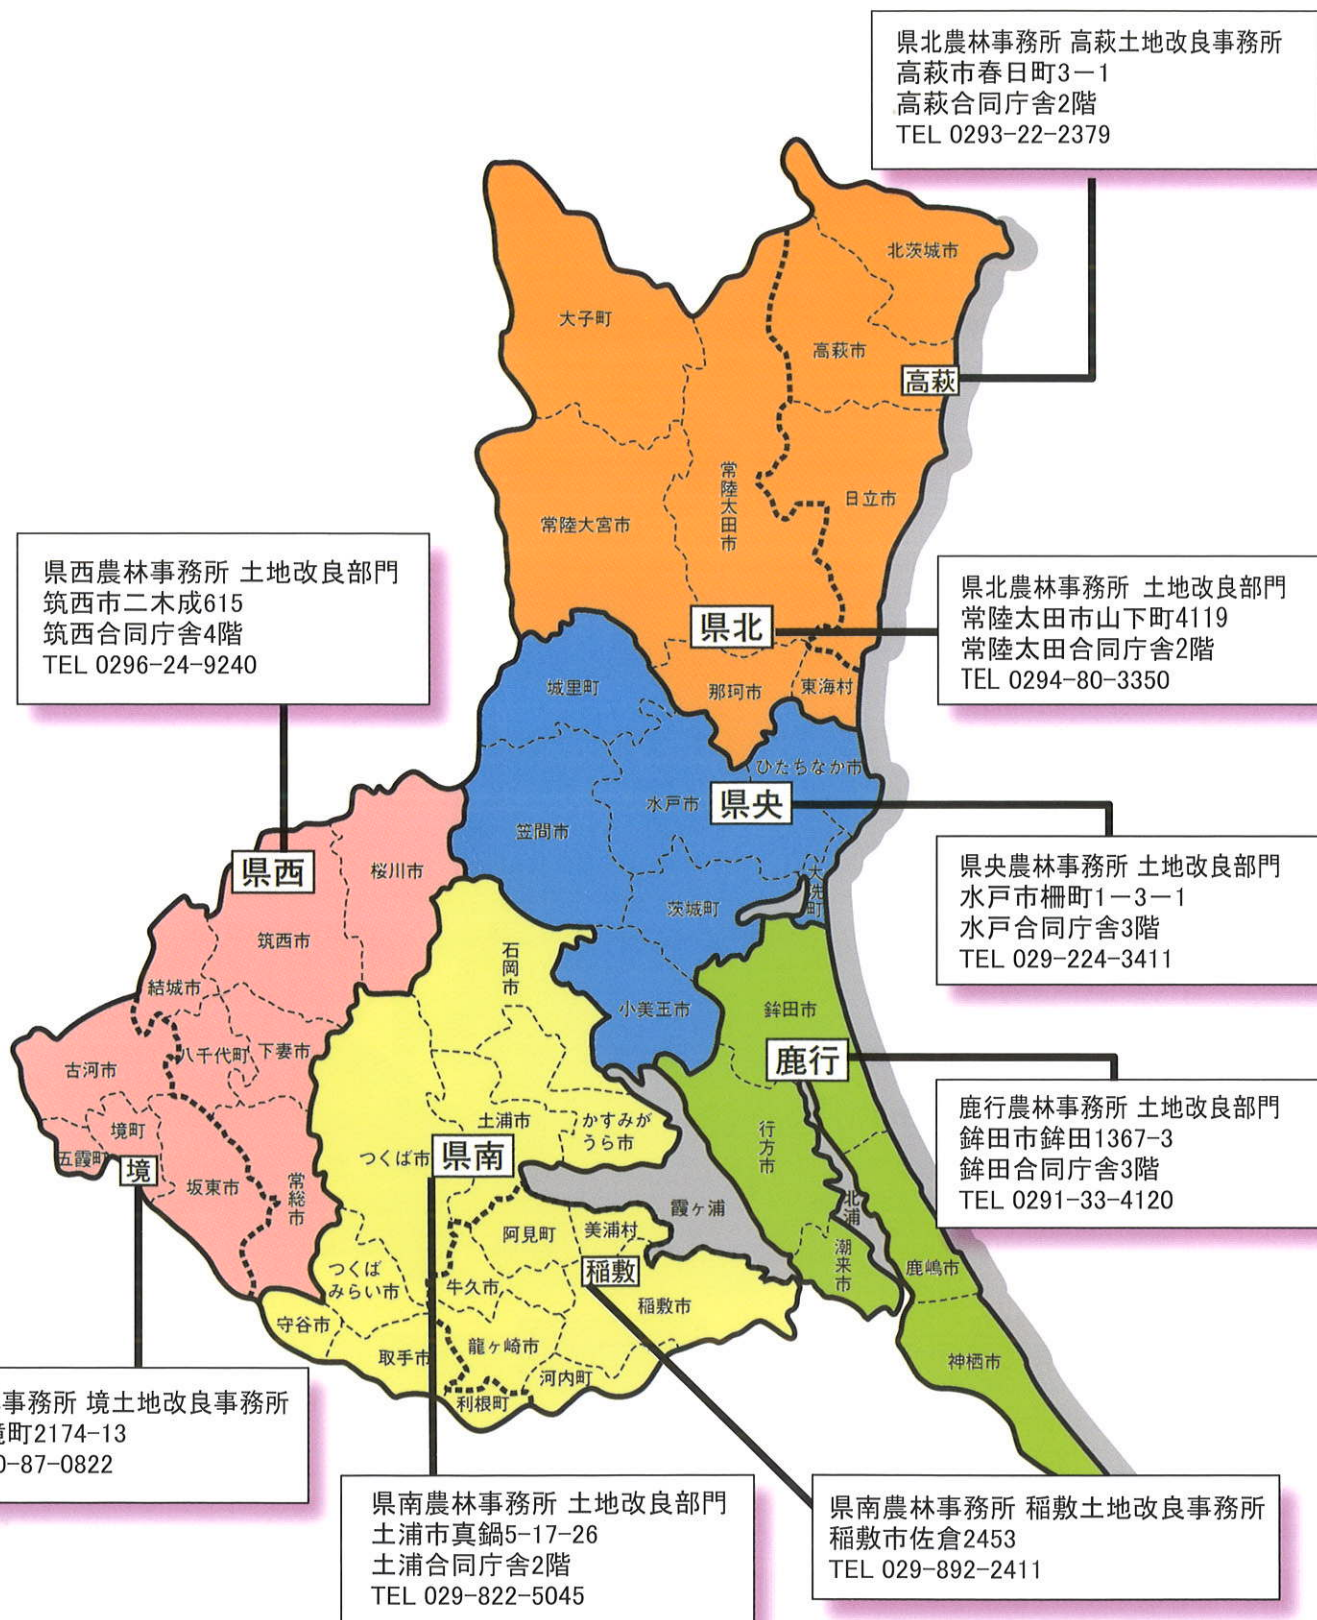 県北農林事務所 高萩土地改良事務所
高萩市春日町3－1
高萩合同庁舎2階
TEL 0293-22-2379
北茨城市
大子町
高萩市
高萩
常陸太田市
日立市
常陸大宮市
県西農林事務所 土地改良部門
筑西市二木成615
筑西合同庁舎4階
TEL 0296-24-9240
県北農林事務所 土地改良部門
常陸太田市山下町4119
常陸太田合同庁舎2階
TEL 0294-80-3350
県北
城里町
那珂市
東海村
ひたちなか市
水戸市
県央
笠間市
県西
桜川市
大洗町
茨城町
県央農林事務所 土地改良部門
水戸市柵町1－3－1
水戸合同庁舎3階
TEL 029-224-3411
筑西市
石岡市
結城市
小美玉市
鉾田市
八千代町
下妻市
古河市
鹿行
鹿行農林事務所 土地改良部門
鉾田市鉾田1367-3
鉾田合同庁舎3階
TEL 0291-33-4120
境町
土浦市
かすみが
うら市
行方市
五霞町
境
坂東市
常総市
つくば市
県南
霞ヶ浦
北浦
阿見町
美浦村
潮来市
鹿嶋市
つくば
みらい市
牛久市
稲敷
稲敷市
守谷市
取手市
龍ヶ崎市
河内町
神栖市
利根町
事務所 境土地改良事務所
町2174-13
-87-0822
県南農林事務所 土地改良部門
土浦市真鍋5-17-26
土浦合同庁舎2階
TEL 029-822-5045
県南農林事務所 稲敷土地改良事務所
稲敷市佐倉2453
TEL 029-892-2411